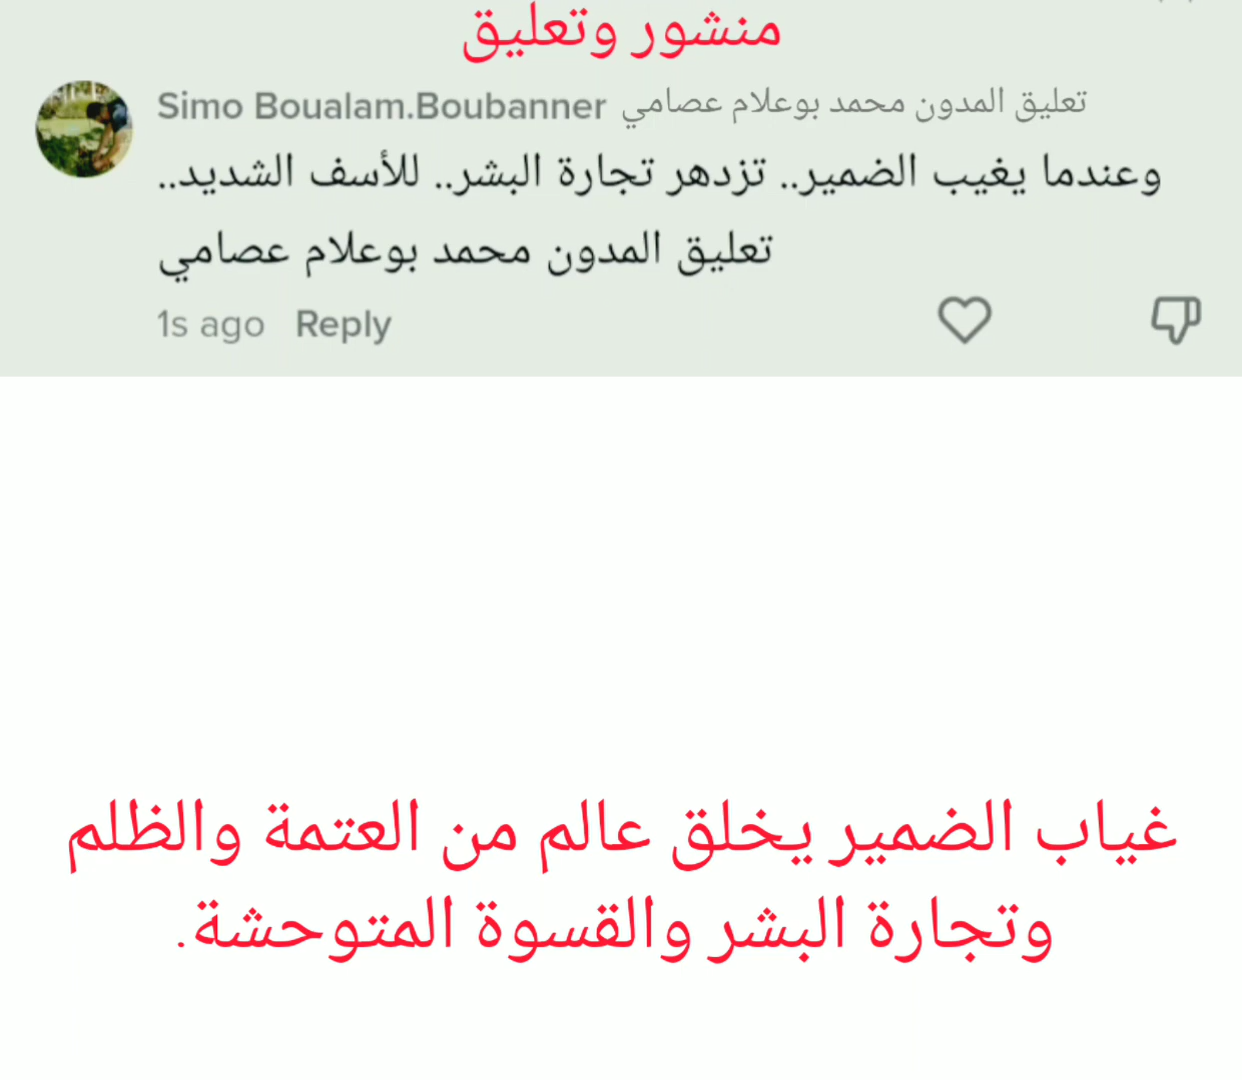 منشور وتعليق
Simo Boualam.Boubanner تعليق المدون محمد بوعلام عصامي
وعندما يغيب الضمير.. تزدهر تجارة البشر.. للأسف الشديد..
تعليق المدون محمد بوعلام عصامي
1s ago Reply
غياب الضمير يخلق عالم من العتمة والظلم
وتجارة البشر والقسوة المتوحشة.